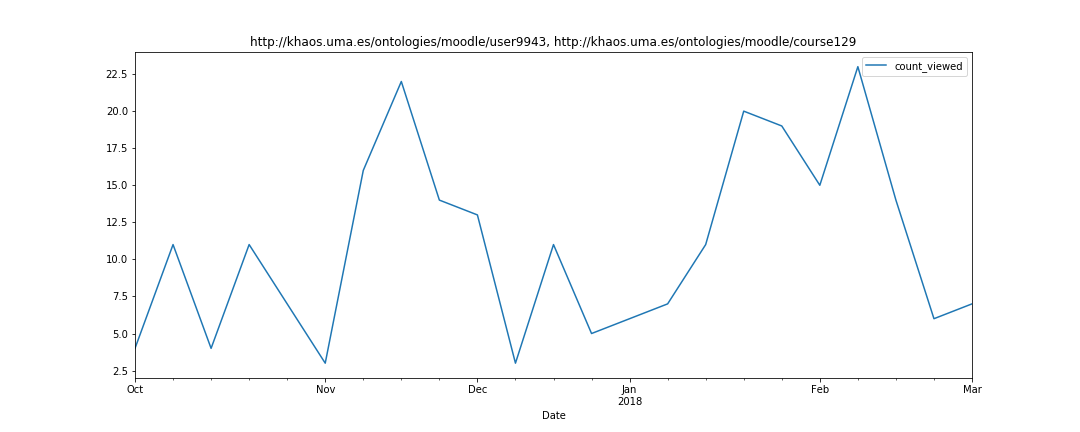 http://khaos.uma.es/ontologies/moodle/user9943, http://khaos.uma.es/ontologies/moodle/course129
count_viewed
22.5
20.0
17.5
15.0
12.5
10.0
7.5
5.0
2.5
Oct Nov Dec Jan Feb Mar
2018
Date